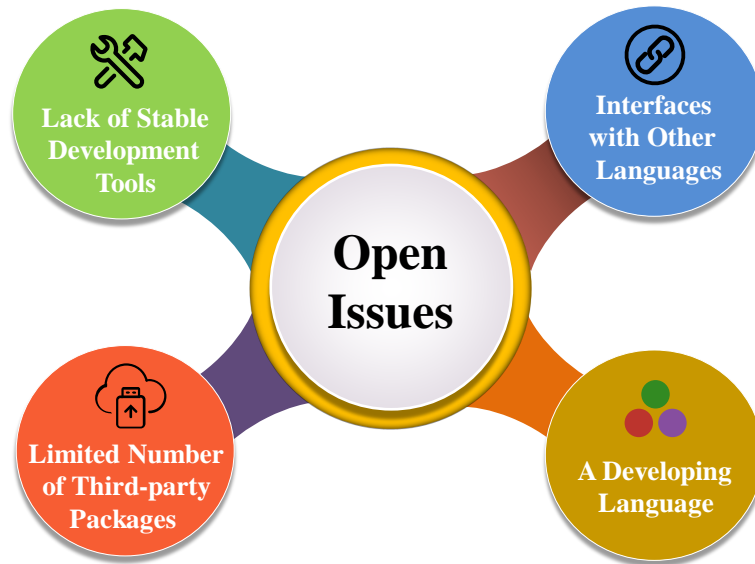 Lack of Stable
Development
Tools
Interfaces
with Other
Languages
Open
Issues
Limited Number
of Third-party
Packages
A Developing
Language